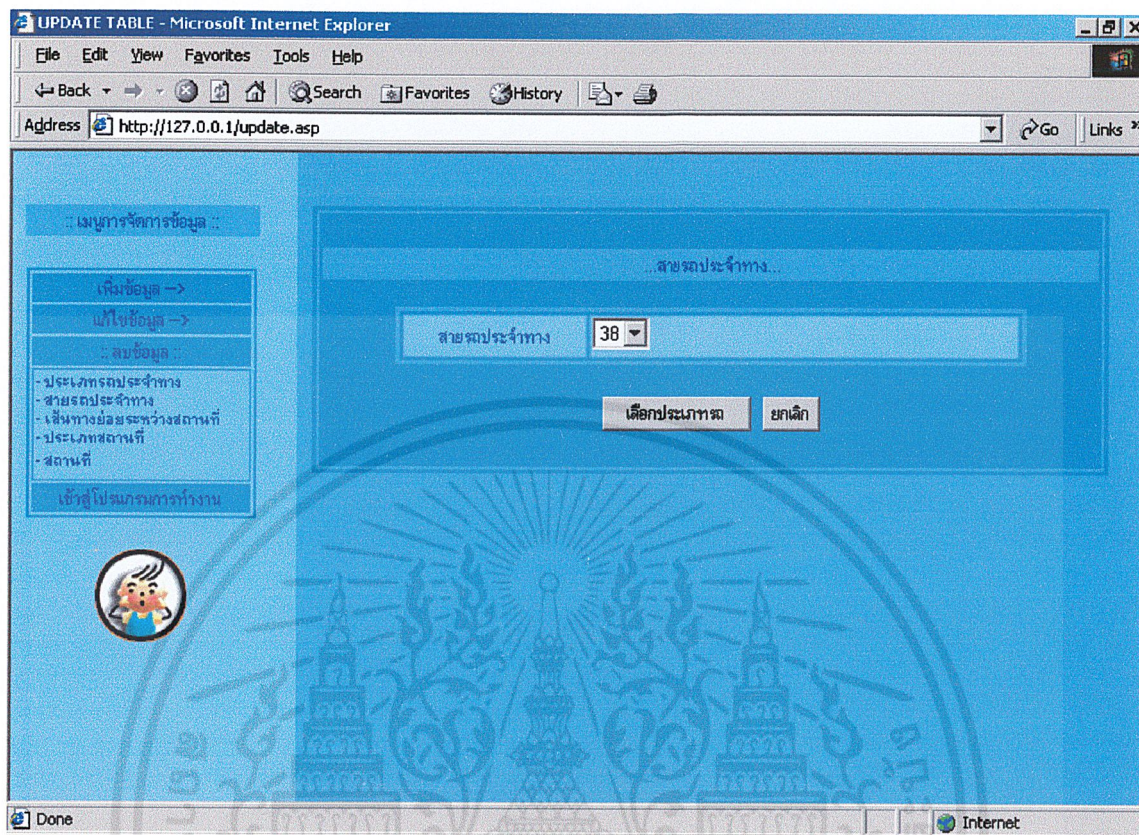 UPDATE TABLE - Microsoft Internet Explorer
File Edit View Favorites Tools Help
Back Search Favorites History
Address http://127.0.0.1/update.asp Go Links »
:: เมนูการจัดการข้อมูล ::
เพิ่มข้อมูล -->
แก้ไขข้อมูล -->
:: ลบข้อมูล ::
- ประเภทรถประจำทาง
- สายรถประจำทาง
- เส้นทางย่อยระหว่างสถานที่
- ประเภทสถานที่
- สถานที่
เข้าสู่โปรแกรมการทำงาน
...สายรถประจำทาง...
สายรถประจำทาง 38
เลือกประเภทรถ ยกเลิก
Done Internet